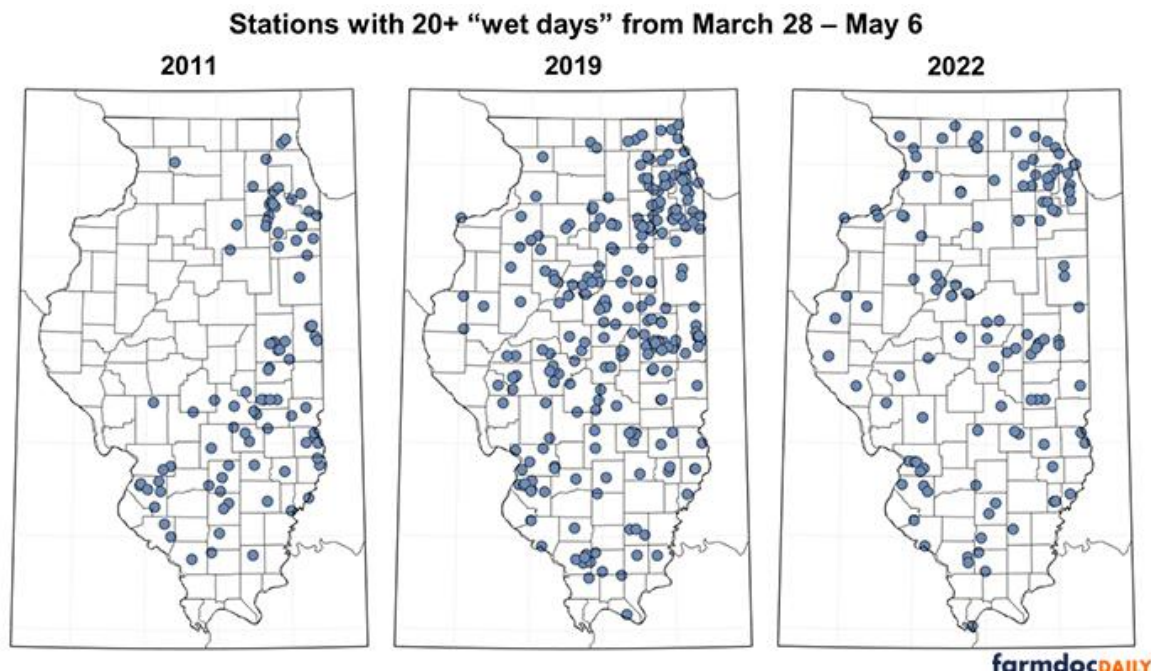 Stations with 20+ “wet days” from March 28 – May 6
2011
2019
2022
farmdocDAILY